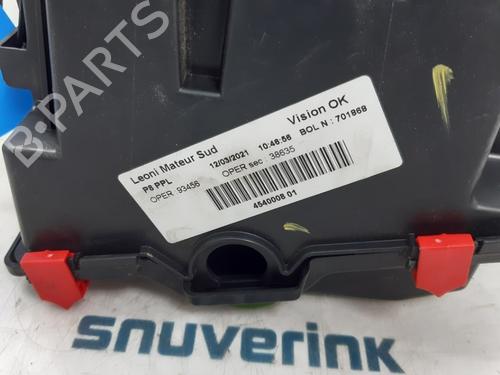 B-PARTS
Leoni Mateur Sud
Vision OK
P8 PPL
12/03/2021 10:46:56 BOL N : 701868
OPER 93456 OPER sec 38635
4540008 01
snuverink